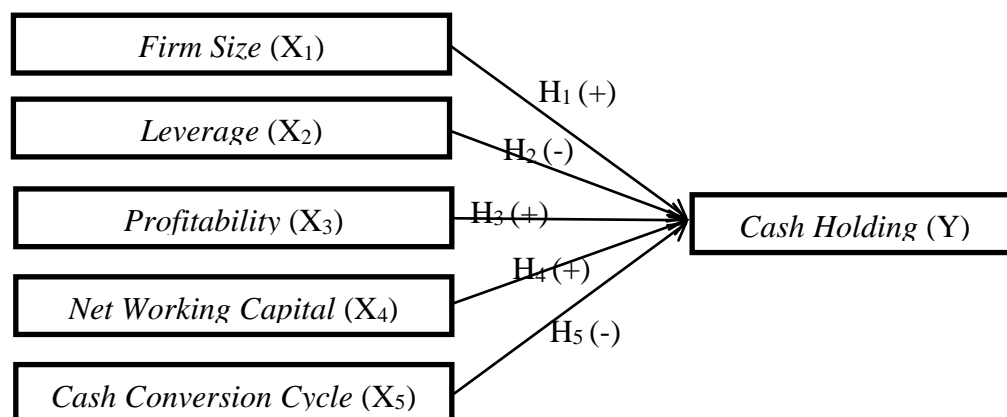 Firm Size (X₁)
H₁ (+)
Leverage (X₂)
H₂ (-)
Profitability (X₃)
H₃ (+)
Cash Holding (Y)
H₄ (+)
Net Working Capital (X₄)
H₅ (-)
Cash Conversion Cycle (X₅)